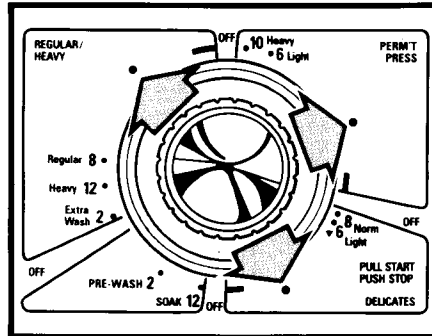 REGULAR/
HEAVY
OFF
10 Heavy
6 Light
PERM'T
PRESS
Regular 8
Heavy 12
Extra
Wash 2
OFF
8 Norm
6 Light
OFF
PRE-WASH 2
SOAK 12
OFF
PULL START
PUSH STOP
DELICATES